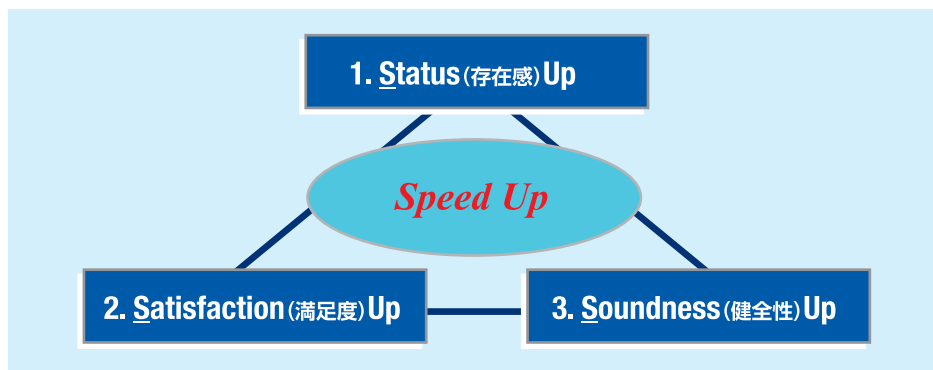 1. Status(存在感)Up
Speed Up
2. Satisfaction(満足度)Up
3. Soundness(健全性)Up